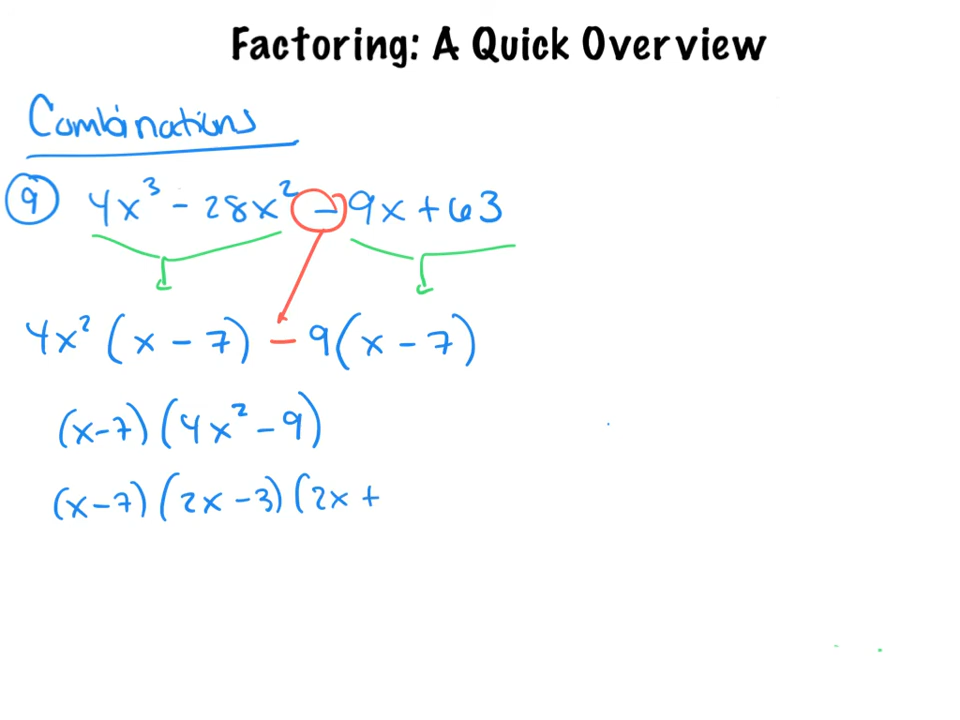 Factoring: A Quick Overview
Combinations
9 4x³ - 28x² - 9x + 63
4x² (x - 7) - 9(x - 7)
(x-7) (4x² - 9)
(x-7) (2x - 3) (2x +